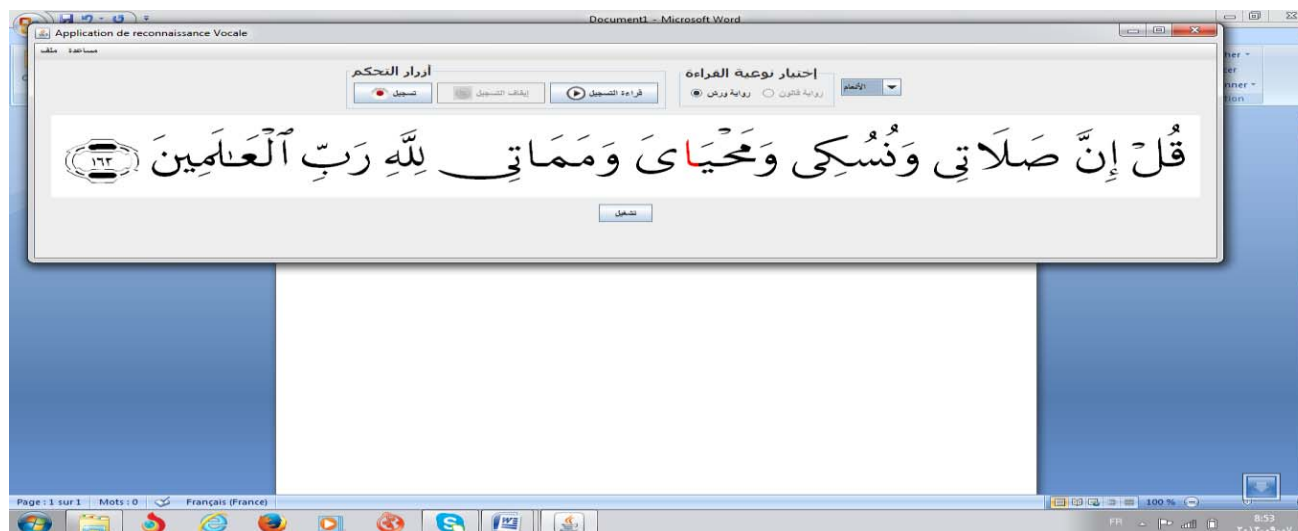 Document1 - Microsoft Word
Application de reconnaissance Vocale
ملف مساعدة
إختيار نوعية القراءة
أزرار التحكم
الأنعام
رواية قالون رواية ورش
قراءة التسجيل
إيقاف التسجيل
تسجيل
قُلۡ إِنَّ صَلَاتِى وَنُسُكِى وَمَحۡيَاىَ وَمَمَاتِى لِلَّهِ رَبِّ ٱلۡعَـٰلَمِينَ ١٦٣
تشغيل
Page : 1 sur 1 Mots : 0 Français (France)
100 %
FR
8:53